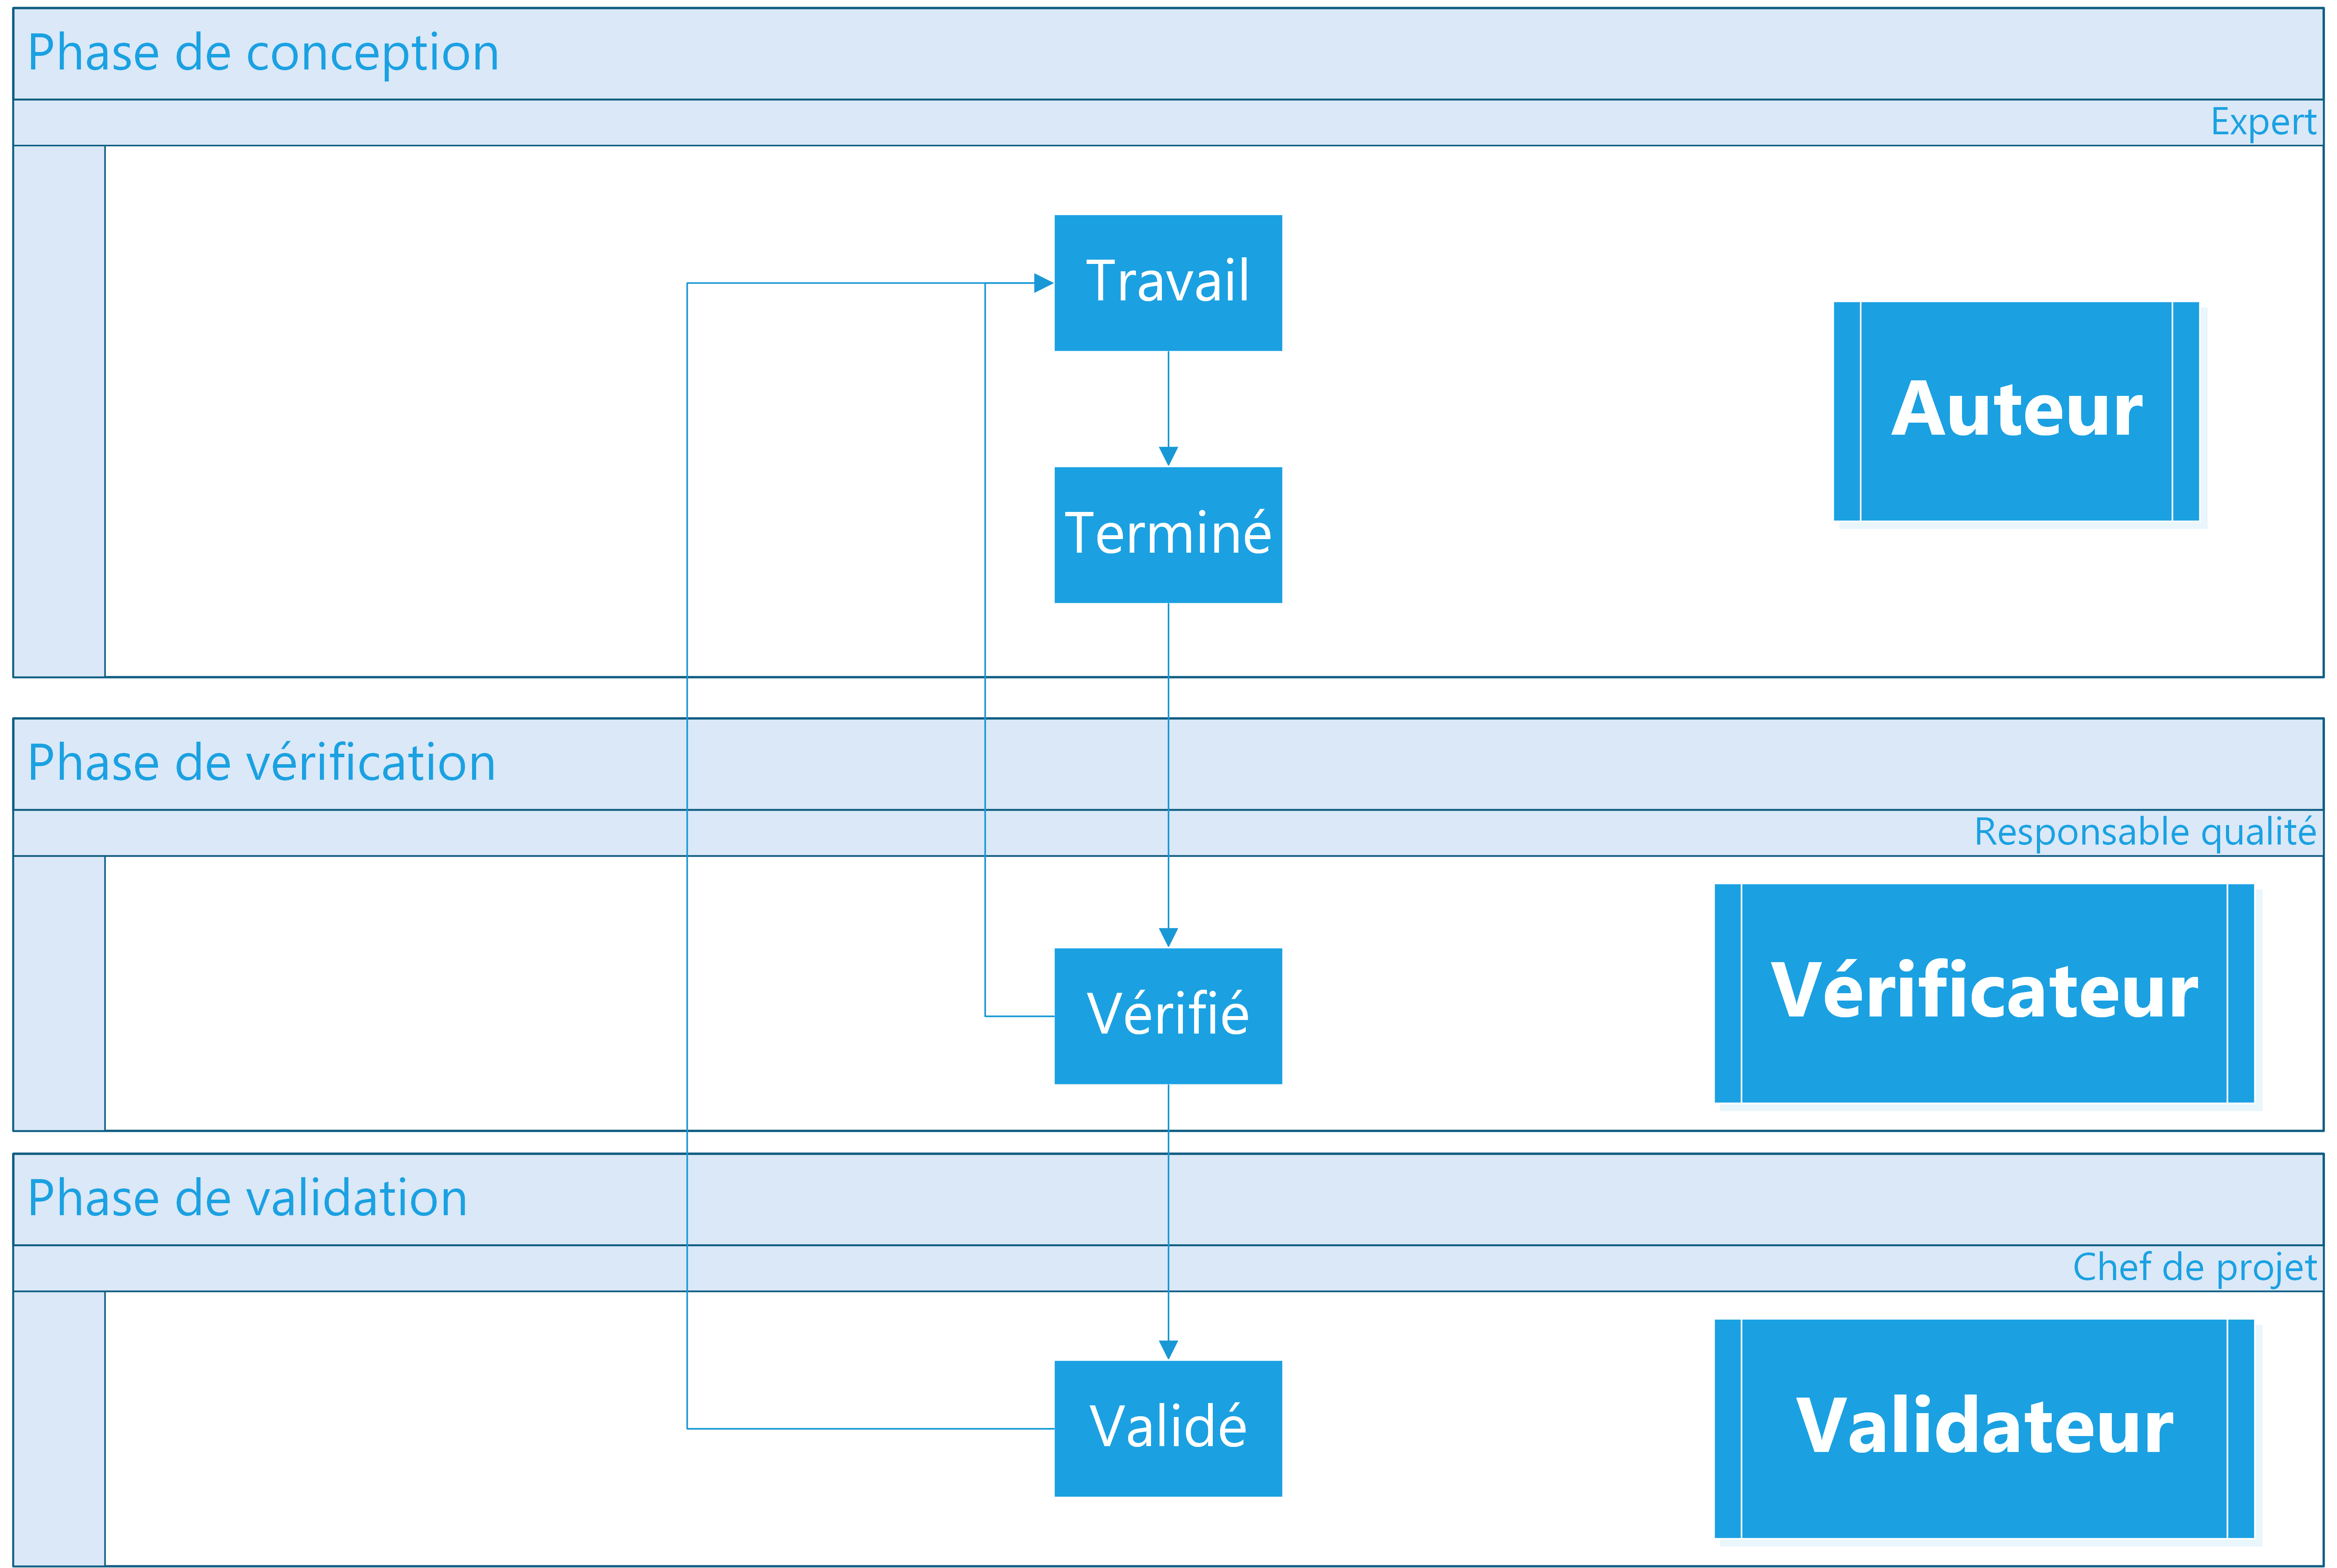 Phase de conception
Expert
Travail
Auteur
Terminé
Phase de vérification
Responsable qualité
Vérifié
Vérificateur
Phase de validation
Chef de projet
Validé
Validateur